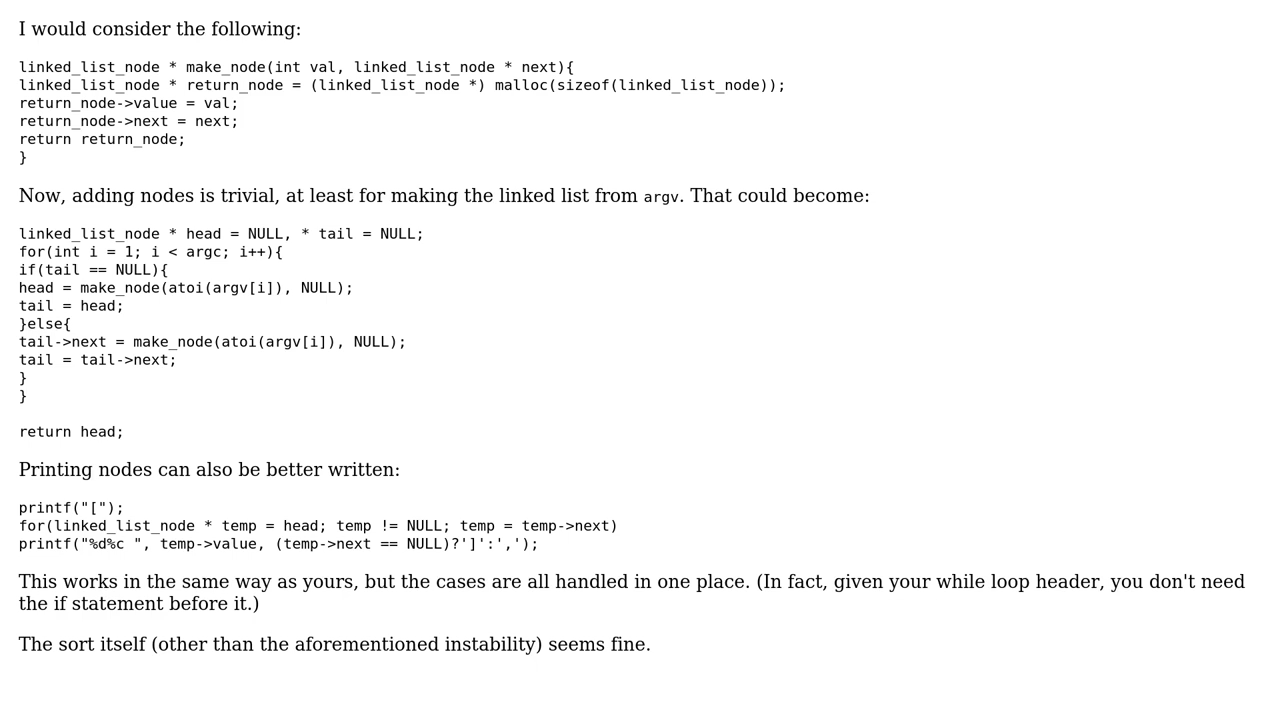 I would consider the following:
linked_list_node * make_node(int val, linked_list_node * next){
linked_list_node * return_node = (linked_list_node *) malloc(sizeof(linked_list_node));
return_node->value = val;
return_node->next = next;
return return_node;
}
Now, adding nodes is trivial, at least for making the linked list from argv. That could become:
linked_list_node * head = NULL, * tail = NULL;
for(int i = 1; i < argc; i++){
if(tail == NULL){
head = make_node(atoi(argv[i]), NULL);
tail = head;
}else{
tail->next = make_node(atoi(argv[i]), NULL);
tail = tail->next;
}
}
return head;
Printing nodes can also be better written:
printf("[");
for(linked_list_node * temp = head; temp != NULL; temp = temp->next)
printf("%d%c ", temp->value, (temp->next == NULL)?']':',');
This works in the same way as yours, but the cases are all handled in one place. (In fact, given your while loop header, you don't need
the if statement before it.)
The sort itself (other than the aforementioned instability) seems fine.